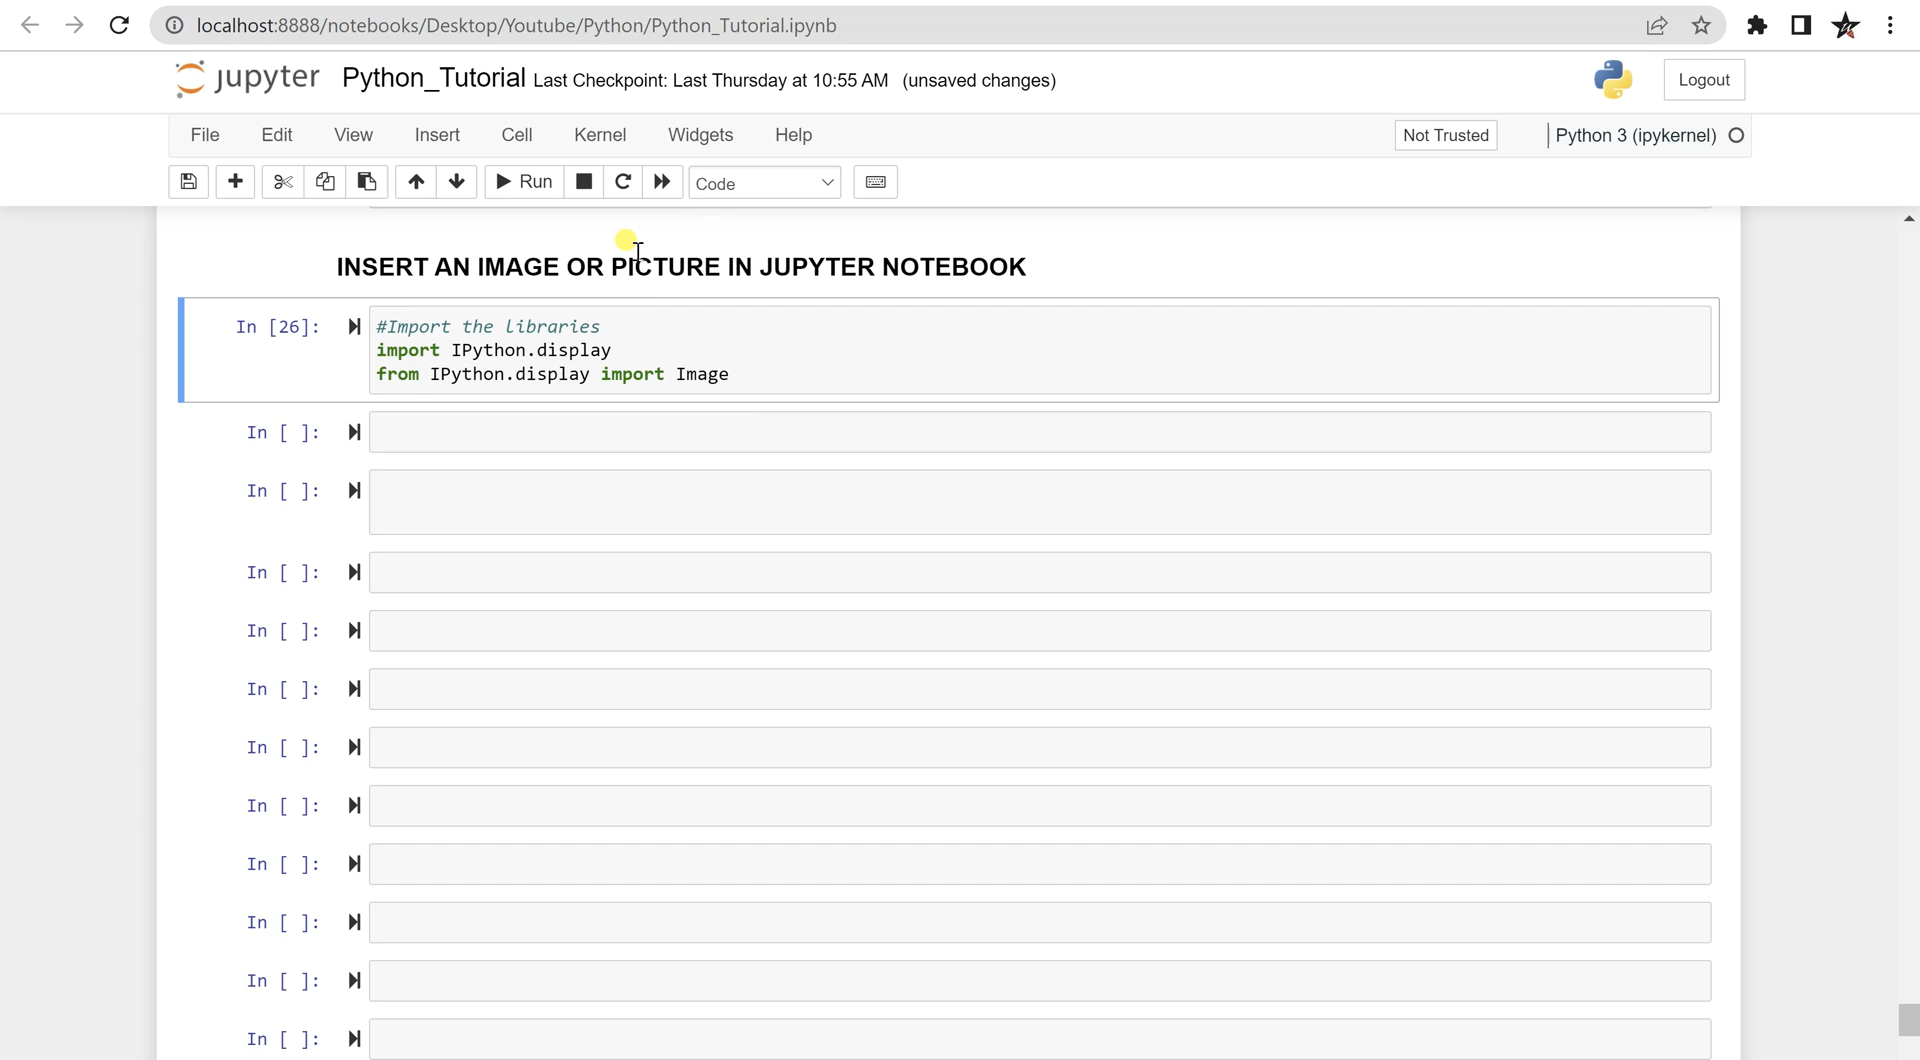 localhost:8888/notebooks/Desktop/Youtube/Python/Python_Tutorial.ipynb
jupyter Python_Tutorial Last Checkpoint: Last Thursday at 10:55 AM (unsaved changes) Logout
File Edit View Insert Cell Kernel Widgets Help Not Trusted Python 3 (ipykernel)
Run Code
INSERT AN IMAGE OR PICTURE IN JUPYTER NOTEBOOK
In [26]: #Import the libraries
import IPython.display
from IPython.display import Image
In [ ]:
In [ ]:
In [ ]:
In [ ]:
In [ ]:
In [ ]:
In [ ]:
In [ ]:
In [ ]:
In [ ]:
In [ ]: